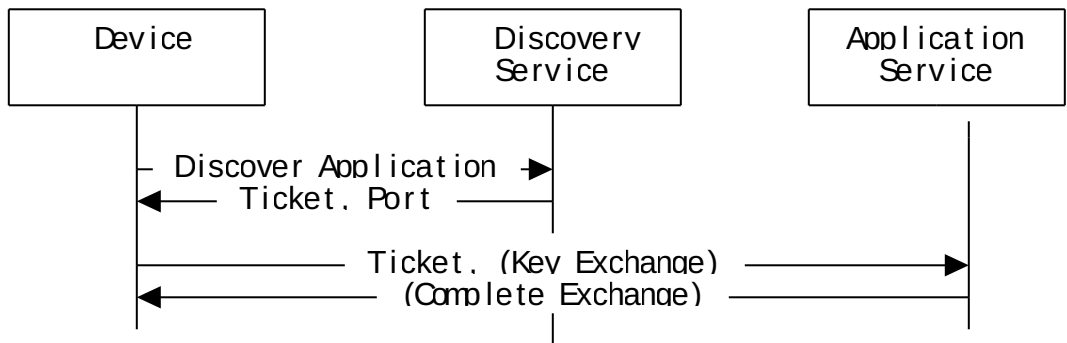 Device
Discovery
Service
Application
Service
Discover Application
Ticket, Port
Ticket, (Key Exchange)
(Complete Exchange)